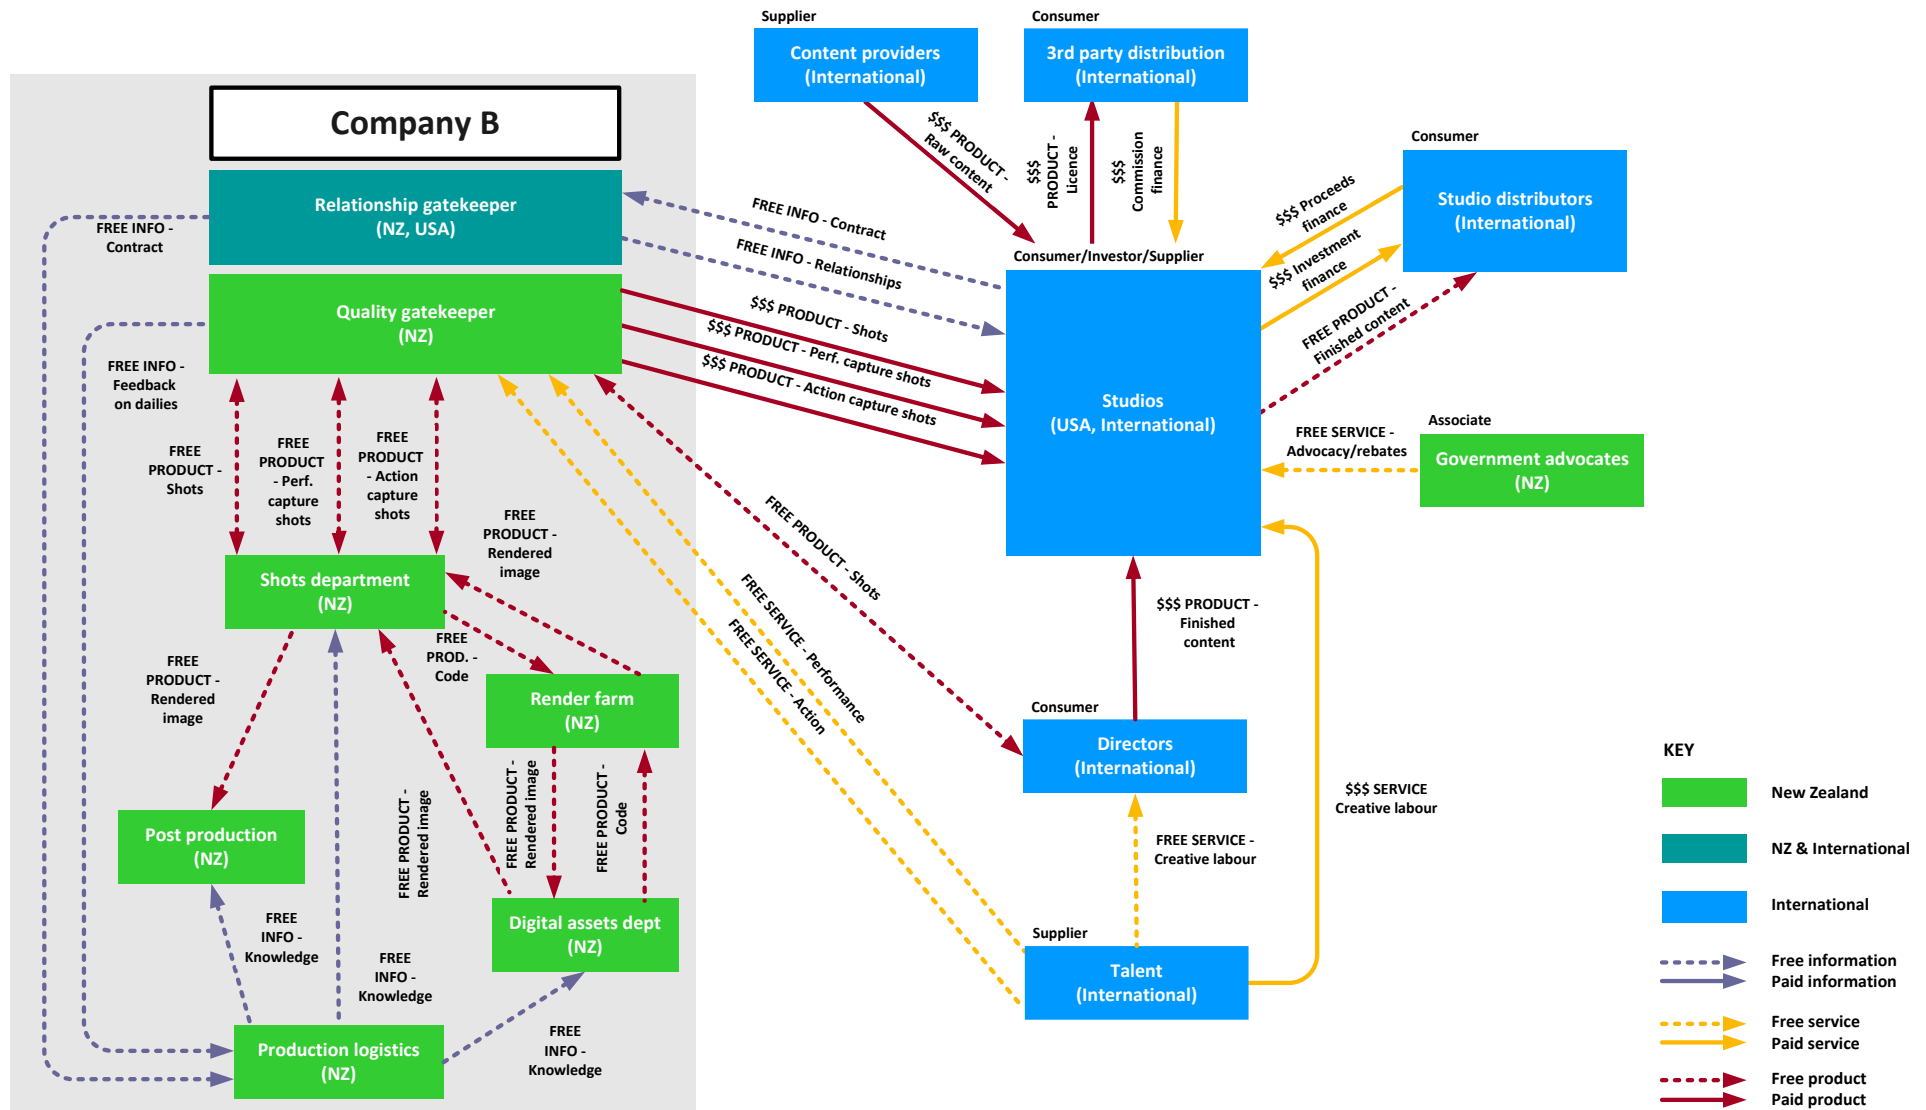 Supplier
Content providers
(International)
Consumer
3rd party distribution
(International)
Company B
Relationship gatekeeper
(NZ, USA)
Quality gatekeeper
(NZ)
FREE INFO -
Contract
FREE INFO -
Feedback
on dailies
FREE
PRODUCT -
Shots
FREE
PRODUCT
- Perf.
capture
shots
FREE
PRODUCT
- Action
capture
shots
FREE
PRODUCT -
Rendered
image
Shots department
(NZ)
FREE
PROD. -
Code
FREE
PRODUCT -
Rendered
image
Render farm
(NZ)
FREE PRODUCT -
Rendered image
FREE PRODUCT -
Rendered image
FREE PRODUCT -
Code
Post production
(NZ)
Digital assets dept
(NZ)
FREE
INFO -
Knowledge
FREE
INFO -
Knowledge
FREE
INFO -
Knowledge
Production logistics
(NZ)
$$$ PRODUCT -
Raw content
$$$
PRODUCT -
Licence
$$$
Commission
finance
FREE INFO - Contract
FREE INFO - Relationships
$$$ PRODUCT - Shots
$$$ PRODUCT - Perf. capture shots
$$$ PRODUCT - Action capture shots
Consumer/Investor/Supplier
Studios
(USA, International)
Consumer
Studio distributors
(International)
$$$ Proceeds
finance
$$$ Investment
finance
FREE PRODUCT -
Finished content
Associate
Government advocates
(NZ)
FREE SERVICE -
Advocacy/rebates
FREE PRODUCT - Shots
FREE SERVICE - Performance
FREE SERVICE - Action
$$$ PRODUCT -
Finished
content
Consumer
Directors
(International)
FREE SERVICE -
Creative labour
$$$ SERVICE
Creative labour
Supplier
Talent
(International)
KEY
New Zealand
NZ & International
International
Free information
Paid information
Free service
Paid service
Free product
Paid product